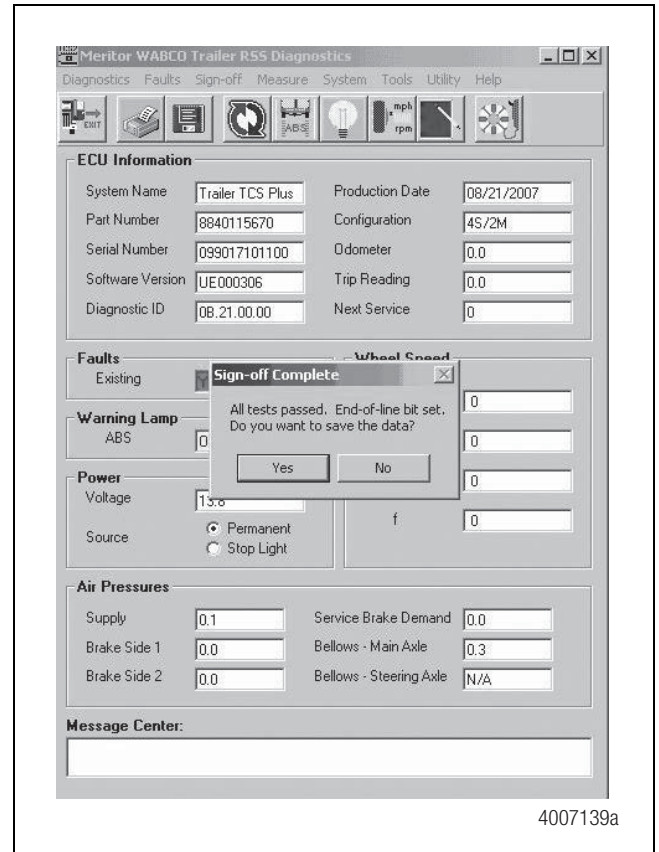 Meritor WABCO Trailer RSS Diagnostics
Diagnostics Faults Sign-off Measure System Tools Utility Help
EXIT ABS mph rpm
ECU Information
System Name Trailer TCS Plus Production Date 08/21/2007
Part Number 8840115670 Configuration 4S/2M
Serial Number 099017101100 Odometer 0.0
Software Version UE000306 Trip Reading 0.0
Diagnostic ID 0B.21.00.00 Next Service 0
Faults Wheel Speed
Existing Y
Sign-off Complete
All tests passed. End-of-line bit set.
Do you want to save the data?
Yes No
0
Warning Lamp
ABS 0
0
Power
Voltage 13.8
0
f 0
Source Permanent
Stop Light
Air Pressures
Supply 0.1 Service Brake Demand 0.0
Brake Side 1 0.0 Bellows - Main Axle 0.3
Brake Side 2 0.0 Bellows - Steering Axle N/A
Message Center:
4007139a